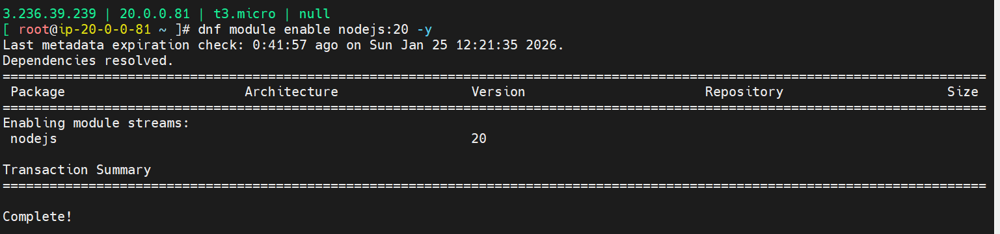 3.236.39.239 | 20.0.0.81 | t3.micro | null
[ root@ip-20-0-0-81 ~ ]# dnf module enable nodejs:20 -y
Last metadata expiration check: 0:41:57 ago on Sun Jan 25 12:21:35 2026.
Dependencies resolved.
==============================================================================================================================
Package Architecture Version Repository Size
==============================================================================================================================
Enabling module streams:
nodejs 20
Transaction Summary
==============================================================================================================================
Complete!